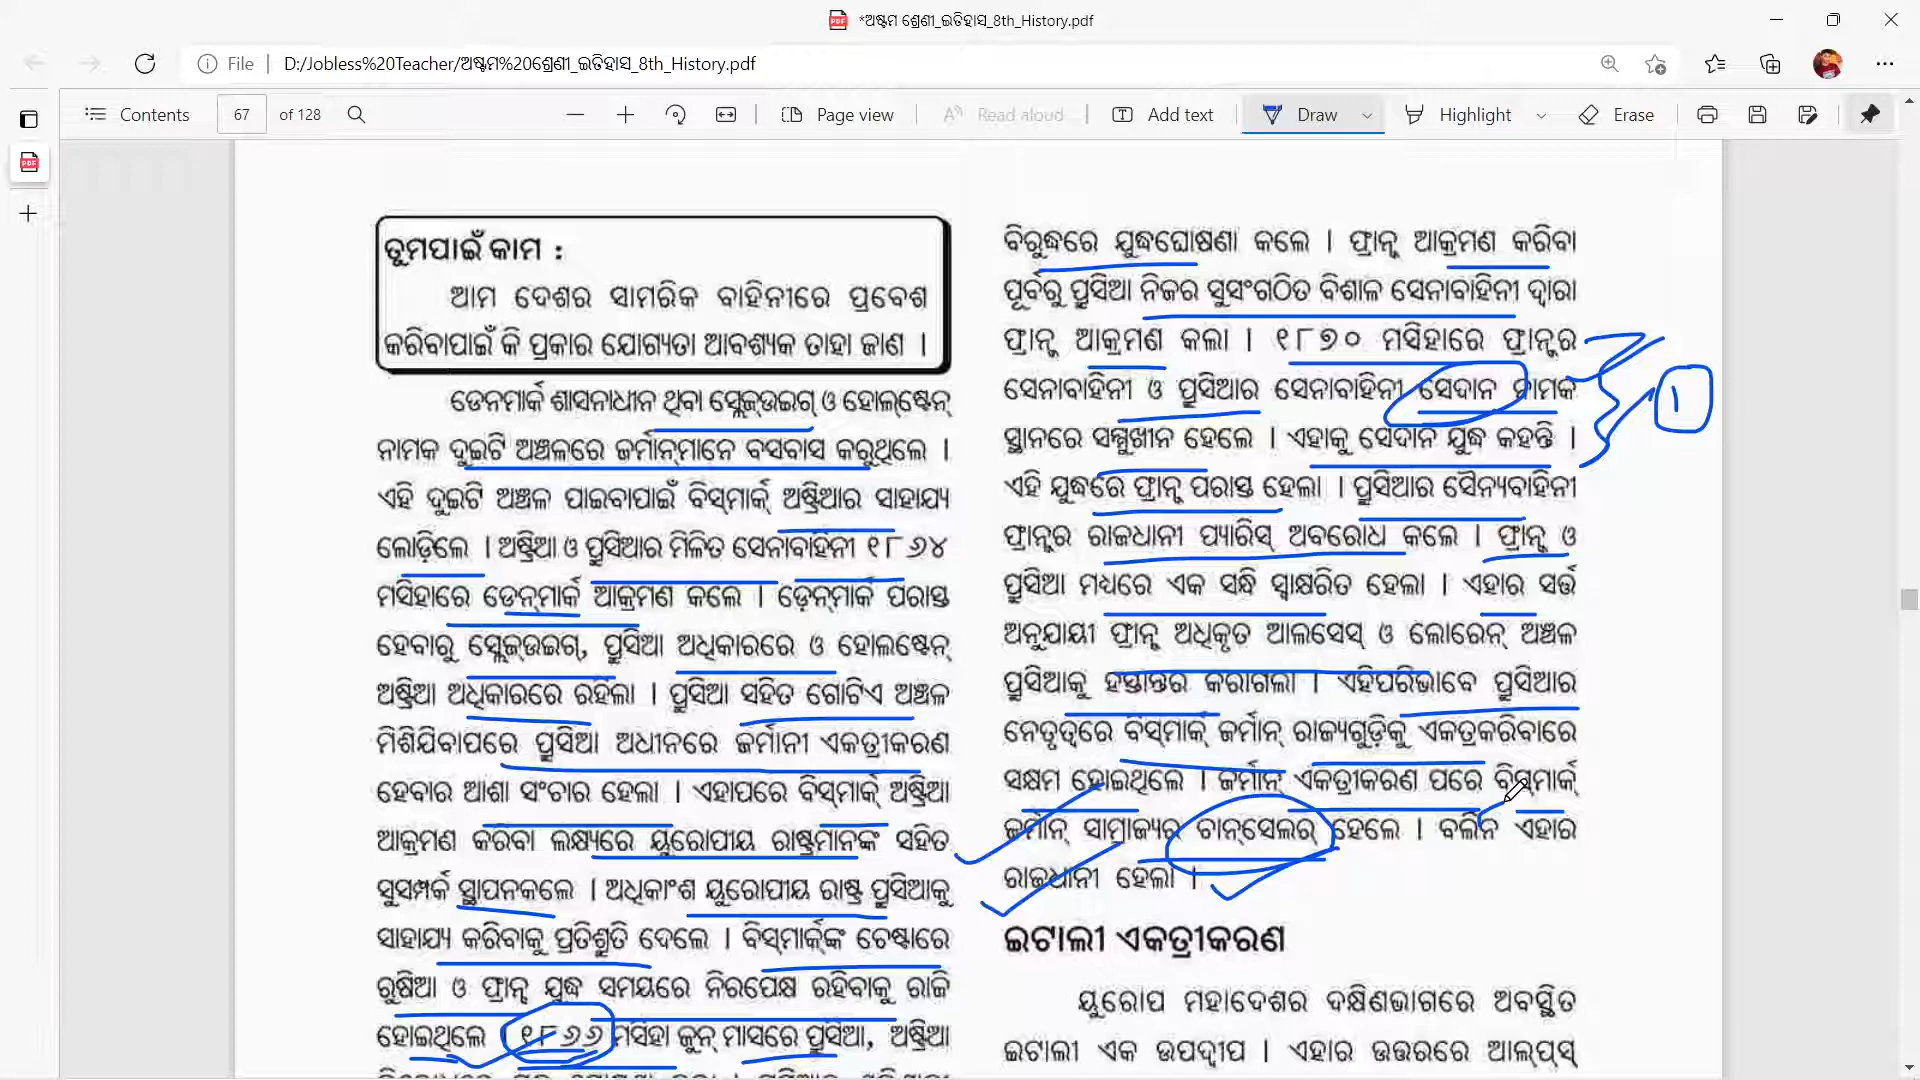 *ଅଷ୍ଟମ ଶ୍ରେଣୀ_ଇତିହାସ_8th_History.pdf
File
D:/Jobless%20Teacher/ଅଷ୍ଟମ%20ଶ୍ରେଣୀ_ଇତିହାସ_8th_History.pdf
Contents
67
of 128
Page view
Read aloud
Add text
Draw
Highlight
Erase
ତୁମପାଇଁ କାମ :
ଆମ ଦେଶର ସାମରିକ ବାହିନୀରେ ପ୍ରବେଶ
କରିବାପାଇଁ କି ପ୍ରକାର ଯୋଗ୍ୟତା ଆବଶ୍ୟକ ତାହା ଜାଣ ।
ଡେନମାର୍କ ଶାସନାଧୀନ ଥିବା ସ୍ଲେଜ୍‌ଉଇଗ୍ ଓ ହୋଲ୍‌ଷ୍ଟେନ୍
ନାମକ ଦୁଇଟି ଅଞ୍ଚଳରେ ଜର୍ମାନ୍‌ମାନେ ବସବାସ କରୁଥିଲେ ।
ଏହି ଦୁଇଟି ଅଞ୍ଚଳ ପାଇବାପାଇଁ ବିସ୍‌ମାର୍କ୍ ଅଷ୍ଟ୍ରିଆର ସାହାଯ୍ୟ
ଲୋଡ଼ିଲେ । ଅଷ୍ଟ୍ରିଆ ଓ ପ୍ରୁସିଆର ମିଳିତ ସେନାବାହିନୀ ୧୮୬୪
ମସିହାରେ ଡେନ୍‌ମାର୍କ ଆକ୍ରମଣ କଲେ । ଡ଼େନ୍‌ମାର୍କ ପରାସ୍ତ
ହେବାରୁ ସ୍ଲେଜ୍‌ଉଇଗ୍, ପ୍ରୁସିଆ ଅଧିକାରରେ ଓ ହୋଲଷ୍ଟେନ୍
ଅଷ୍ଟ୍ରିଆ ଅଧିକାରରେ ରହିଲା । ପ୍ରୁସିଆ ସହିତ ଗୋଟିଏ ଅଞ୍ଚଳ
ମିଶିଯିବାପରେ ପ୍ରୁସିଆ ଅଧୀନରେ ଜର୍ମାନୀ ଏକତ୍ରୀକରଣ
ହେବାର ଆଶା ସଂଚାର ହେଲା । ଏହାପରେ ବିସ୍‌ମାର୍କ୍ ଅଷ୍ଟ୍ରିଆ
ଆକ୍ରମଣ କରିବା ଲକ୍ଷ୍ୟରେ ୟୁରୋପୀୟ ରାଷ୍ଟ୍ରମାନଙ୍କ ସହିତ
ସୁସମ୍ପର୍କ ସ୍ଥାପନକଲେ । ଅଧିକାଂଶ ୟୁରୋପୀୟ ରାଷ୍ଟ୍ର ପ୍ରୁସିଆକୁ
ସାହାଯ୍ୟ କରିବାକୁ ପ୍ରତିଶ୍ରୁତି ଦେଲେ । ବିସ୍‌ମାର୍କ୍‌ଙ୍କ ଚେଷ୍ଟାରେ
ରୁଷିଆ ଓ ଫ୍ରାନ୍ସ ଯୁଦ୍ଧ ସମୟରେ ନିରପେକ୍ଷ ରହିବାକୁ ରାଜି
ହୋଇଥିଲେ । ୧୮୬୬ ମସିହା ଜୁନ୍ ମାସରେ ପ୍ରୁସିଆ, ଅଷ୍ଟ୍ରିଆ
ବିରୁଦ୍ଧରେ ଯୁଦ୍ଧଘୋଷଣା କଲେ । ଫ୍ରାନ୍ସ ଆକ୍ରମଣ କରିବା
ପୂର୍ବରୁ ପ୍ରୁସିଆ ନିଜର ସୁସଂଗଠିତ ବିଶାଳ ସେନାବାହିନୀ ଦ୍ୱାରା
ଫ୍ରାନ୍ସ ଆକ୍ରମଣ କଲା । ୧୮୭୦ ମସିହାରେ ଫ୍ରାନ୍ସର
ସେନାବାହିନୀ ଓ ପ୍ରୁସିଆର ସେନାବାହିନୀ ସେଦାନ ନାମକ
ସ୍ଥାନରେ ସମ୍ମୁଖୀନ ହେଲେ । ଏହାକୁ ସେଦାନ ଯୁଦ୍ଧ କହନ୍ତି ।
ଏହି ଯୁଦ୍ଧରେ ଫ୍ରାନ୍ସ ପରାସ୍ତ ହେଲା । ପ୍ରୁସିଆର ସୈନ୍ୟବାହିନୀ
ଫ୍ରାନ୍ସର ରାଜଧାନୀ ପ୍ୟାରିସ୍ ଅବରୋଧ କଲେ । ଫ୍ରାନ୍ସ ଓ
ପ୍ରୁସିଆ ମଧ୍ୟରେ ଏକ ସନ୍ଧି ସ୍ୱାକ୍ଷରିତ ହେଲା । ଏହାର ସର୍ତ୍ତ
ଅନୁଯାୟୀ ଫ୍ରାନ୍ସ ଅଧିକୃତ ଆଲସେସ୍ ଓ ଲୋରେନ୍ ଅଞ୍ଚଳ
ପ୍ରୁସିଆକୁ ହସ୍ତାନ୍ତର କରାଗଲା । ଏହିପରିଭାବେ ପ୍ରୁସିଆର
ନେତୃତ୍ୱରେ ବିସ୍‌ମାର୍କ୍ ଜର୍ମାନ୍ ରାଜ୍ୟଗୁଡ଼ିକୁ ଏକତ୍ରକରିବାରେ
ସକ୍ଷମ ହୋଇଥିଲେ । ଜର୍ମାନ୍ ଏକତ୍ରୀକରଣ ପରେ ବିସ୍‌ମାର୍କ୍
ଜର୍ମାନ୍ ସାମ୍ରାଜ୍ୟର ଚାନ୍‌ସେଲର୍ ହେଲେ । ବର୍ଲିନ ଏହାର
ରାଜଧାନୀ ହେଲା ।
ଇଟାଲୀ ଏକତ୍ରୀକରଣ
ୟୁରୋପ ମହାଦେଶର ଦକ୍ଷିଣଭାଗରେ ଅବସ୍ଥିତ
ଇଟାଲୀ ଏକ ଉପଦ୍ୱୀପ । ଏହାର ଉତ୍ତରରେ ଆଲ୍‌ପ୍‌ସ୍